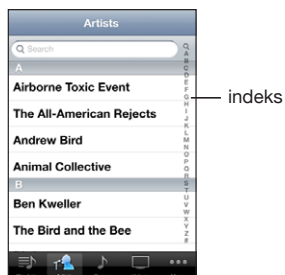 Artists
Search
A
Airborne Toxic Event
The All-American Rejects
Andrew Bird
Animal Collective
B
Ben Kweller
The Bird and the Bee
A
B
C
D
E
F
G
H
I
J
K
L
M
N
O
P
Q
R
S
T
U
V
W
X
Y
Z
#
indeks